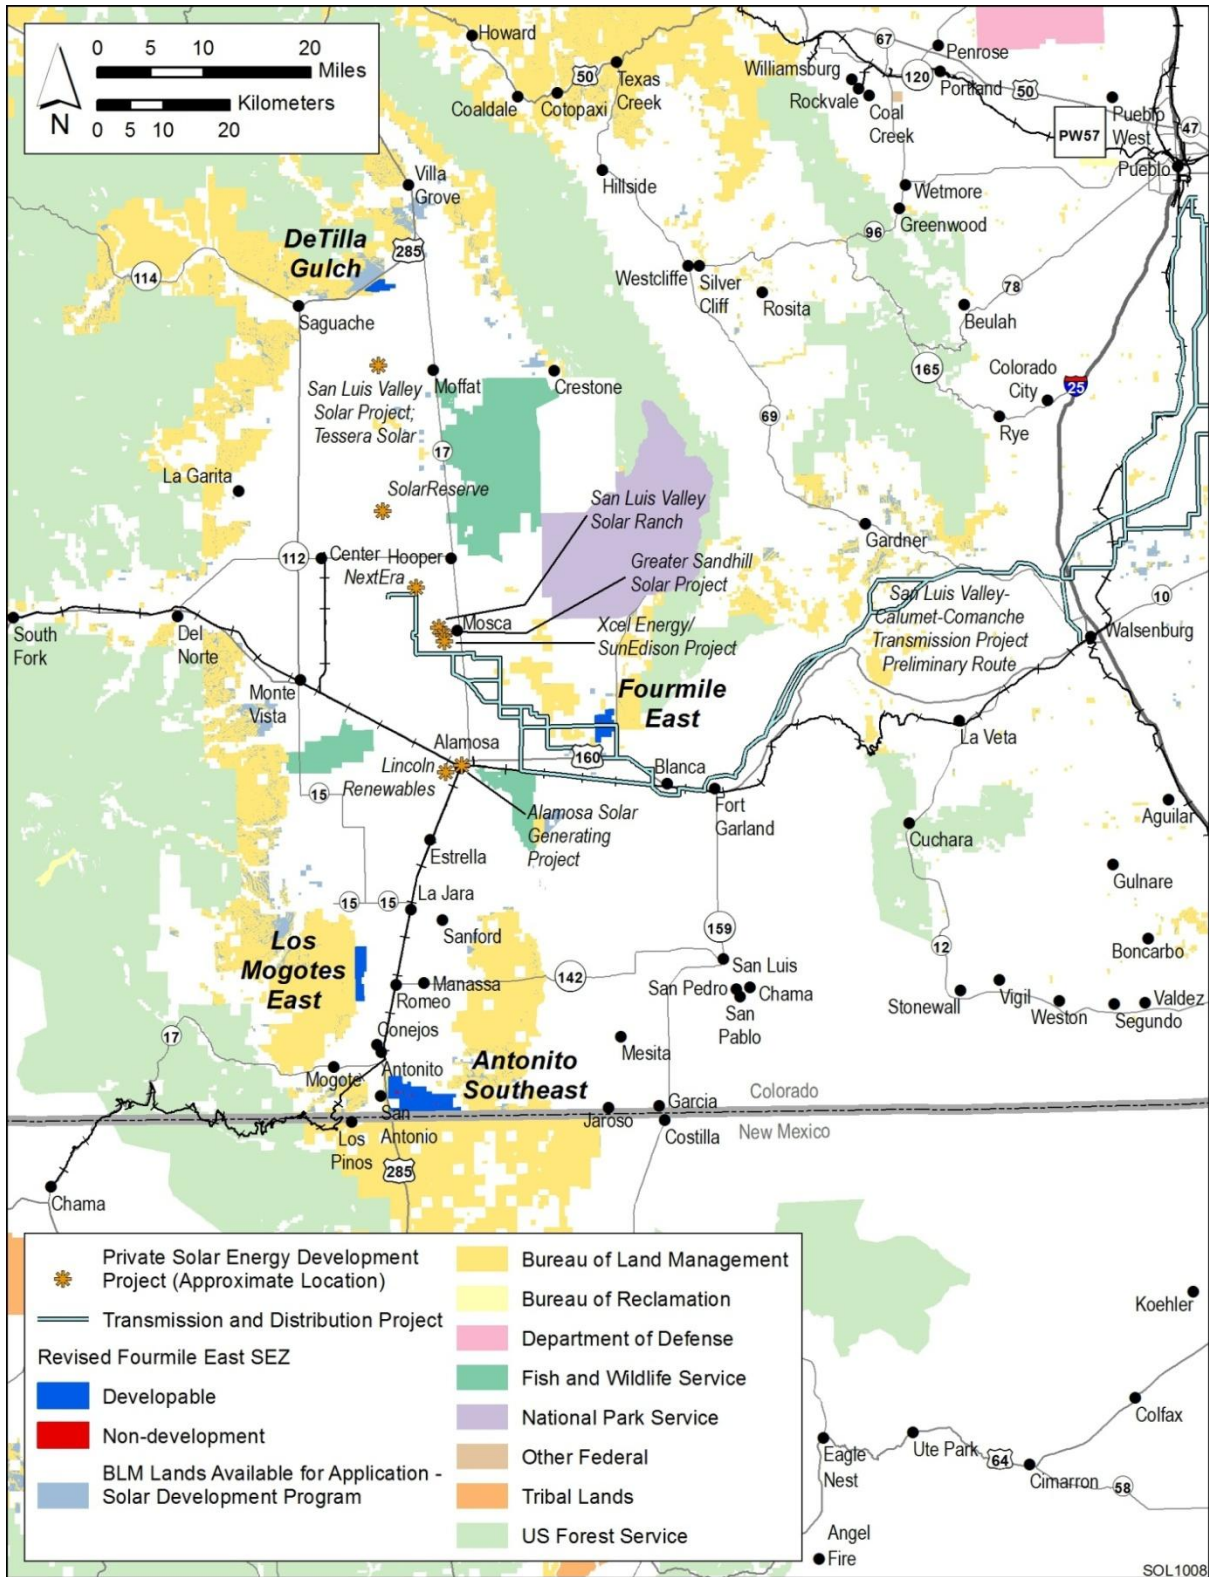 0 5 10 20
Miles
Kilometers
0 5 10 20
N
Howard
Coaldale
Cotopaxi
50
Texas
Creek
67
Penrose
Williamsburg
120
Portland
Rockvale
Coal
Creek
50
Pueblo
West
PW57
47
Pueblo
Villa
Grove
Hillside
Wetmore
Greenwood
DeTilla
Gulch
285
96
114
Westcliffe
Silver
Cliff
Rosita
78
Beulah
Saguache
165
Colorado
City
25
San Luis Valley
Solar Project;
Tessera Solar
Moffat
Crestone
69
Rye
17
La Garita
SolarReserve
San Luis Valley
Solar Ranch
Gardner
112
Center
Hooper
Greater Sandhill
Solar Project
NextEra
San Luis Valley-
Calumet-Comanche
Transmission Project
Preliminary Route
10
South
Fork
Del
Norte
Mosca
Xcel Energy/
SunEdison Project
Walsenburg
Monte
Vista
Fourmile
East
La Veta
Alamosa
160
Blanca
Lincoln
Renewables
15
Fort
Garland
Alamosa Solar
Generating
Project
Aguilar
Cuchara
Estrella
Gulnare
15
15
La Jara
Sanford
159
12
Boncarbo
Los
Mogotes
East
142
San Luis
Manassa
Romeo
San Pedro
Chama
San
Pablo
Stonewall
Vigil
Weston
Segundo
Valdez
17
Conejos
Mesita
Antonito
Mogote
Antonito
Southeast
Colorado
San
Antonio
Garcia
Jaroso
Costilla
New Mexico
Los
Pinos
285
Chama
Private Solar Energy Development
Project (Approximate Location)
Transmission and Distribution Project
Revised Fourmile East SEZ
Developable
Non-development
BLM Lands Available for Application -
Solar Development Program
Bureau of Land Management
Bureau of Reclamation
Department of Defense
Fish and Wildlife Service
National Park Service
Other Federal
Tribal Lands
US Forest Service
Koehler
Colfax
Eagle
Nest
Ute Park
64
Cimarron
58
Angel
Fire
SOL1008